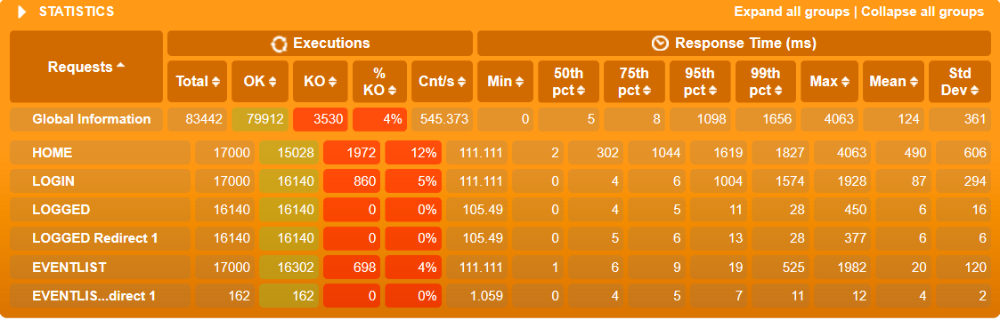 STATISTICS Expand all groups | Collapse all groups
Requests Executions Response Time (ms)
Total OK KO % KO Cnt/s Min 50th pct 75th pct 95th pct 99th pct Max Mean Std Dev
Global Information 83442 79912 3530 4% 545.373 0 5 8 1098 1656 4063 124 361
HOME 17000 15028 1972 12% 111.111 2 302 1044 1619 1827 4063 490 606
LOGIN 17000 16140 860 5% 111.111 0 4 6 1004 1574 1928 87 294
LOGGED 16140 16140 0 0% 105.49 0 4 5 11 28 450 6 16
LOGGED Redirect 1 16140 16140 0 0% 105.49 0 5 6 13 28 377 6 6
EVENTLIST 17000 16302 698 4% 111.111 1 6 9 19 525 1982 20 120
EVENTLIS...direct 1 162 162 0 0% 1.059 0 4 5 7 11 12 4 2